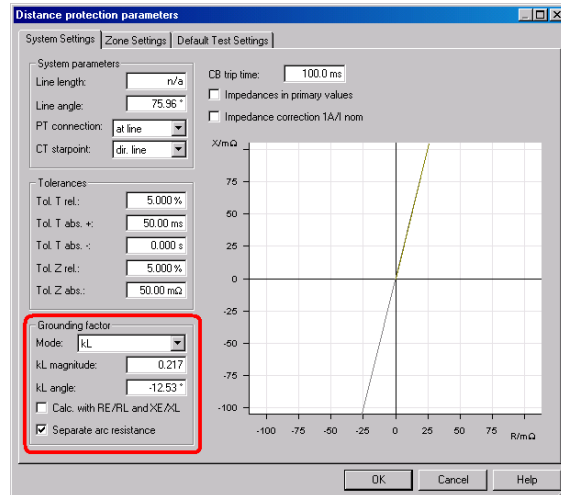 Distance protection parameters
System Settings
Zone Settings
Default Test Settings
System parameters
Line length: n/a
Line angle: 75.96 °
PT connection: at line
CT starpoint: dir. line
Tolerances
Tol. T rel.: 5.000 %
Tol. T abs. +: 50.00 ms
Tol. T abs. -: 0.000 s
Tol. Z rel.: 5.000 %
Tol. Z abs.: 50.00 mΩ
Grounding factor
Mode: kL
kL magnitude: 0.217
kL angle: -12.53 °
Calc. with RE/RL and XE/XL
Separate arc resistance
CB trip time: 100.0 ms
Impedances in primary values
Impedance correction 1A/I nom
X/mΩ
75
50
25
0
-25
-50
-75
-100
-100 -75 -50 -25 0 25 50 75 R/mΩ
OK Cancel Help